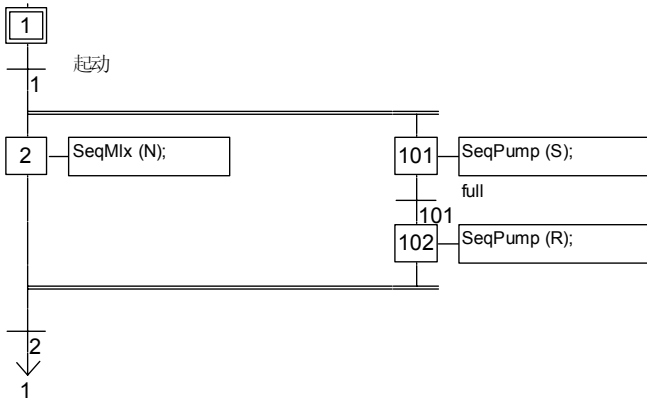 1
起动
1
2
SeqMIx (N);
101
SeqPump (S);
full
101
102
SeqPump (R);
2
1